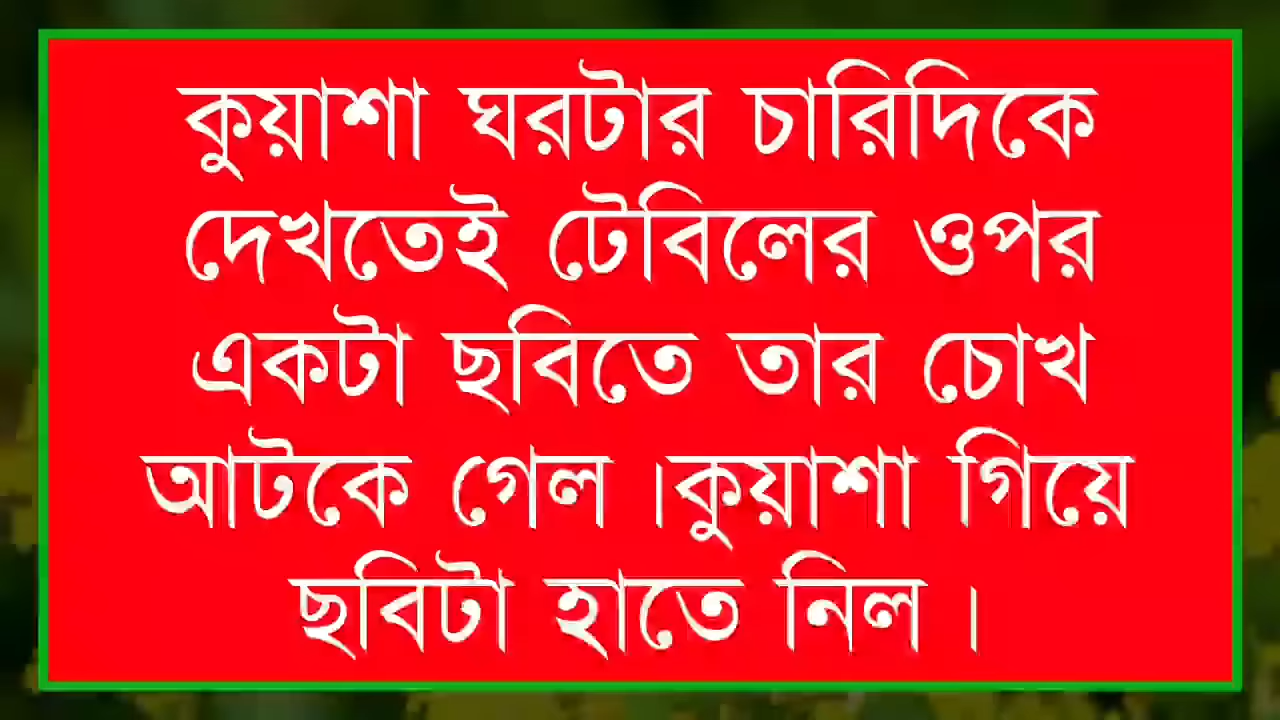 কুয়াশা ঘরটার চারিদিকে
দেখতেই টেবিলের ওপর
একটা ছবিতে তার চোখ
আটকে গেল ।কুয়াশা গিয়ে
ছবিটা হাতে নিল ।